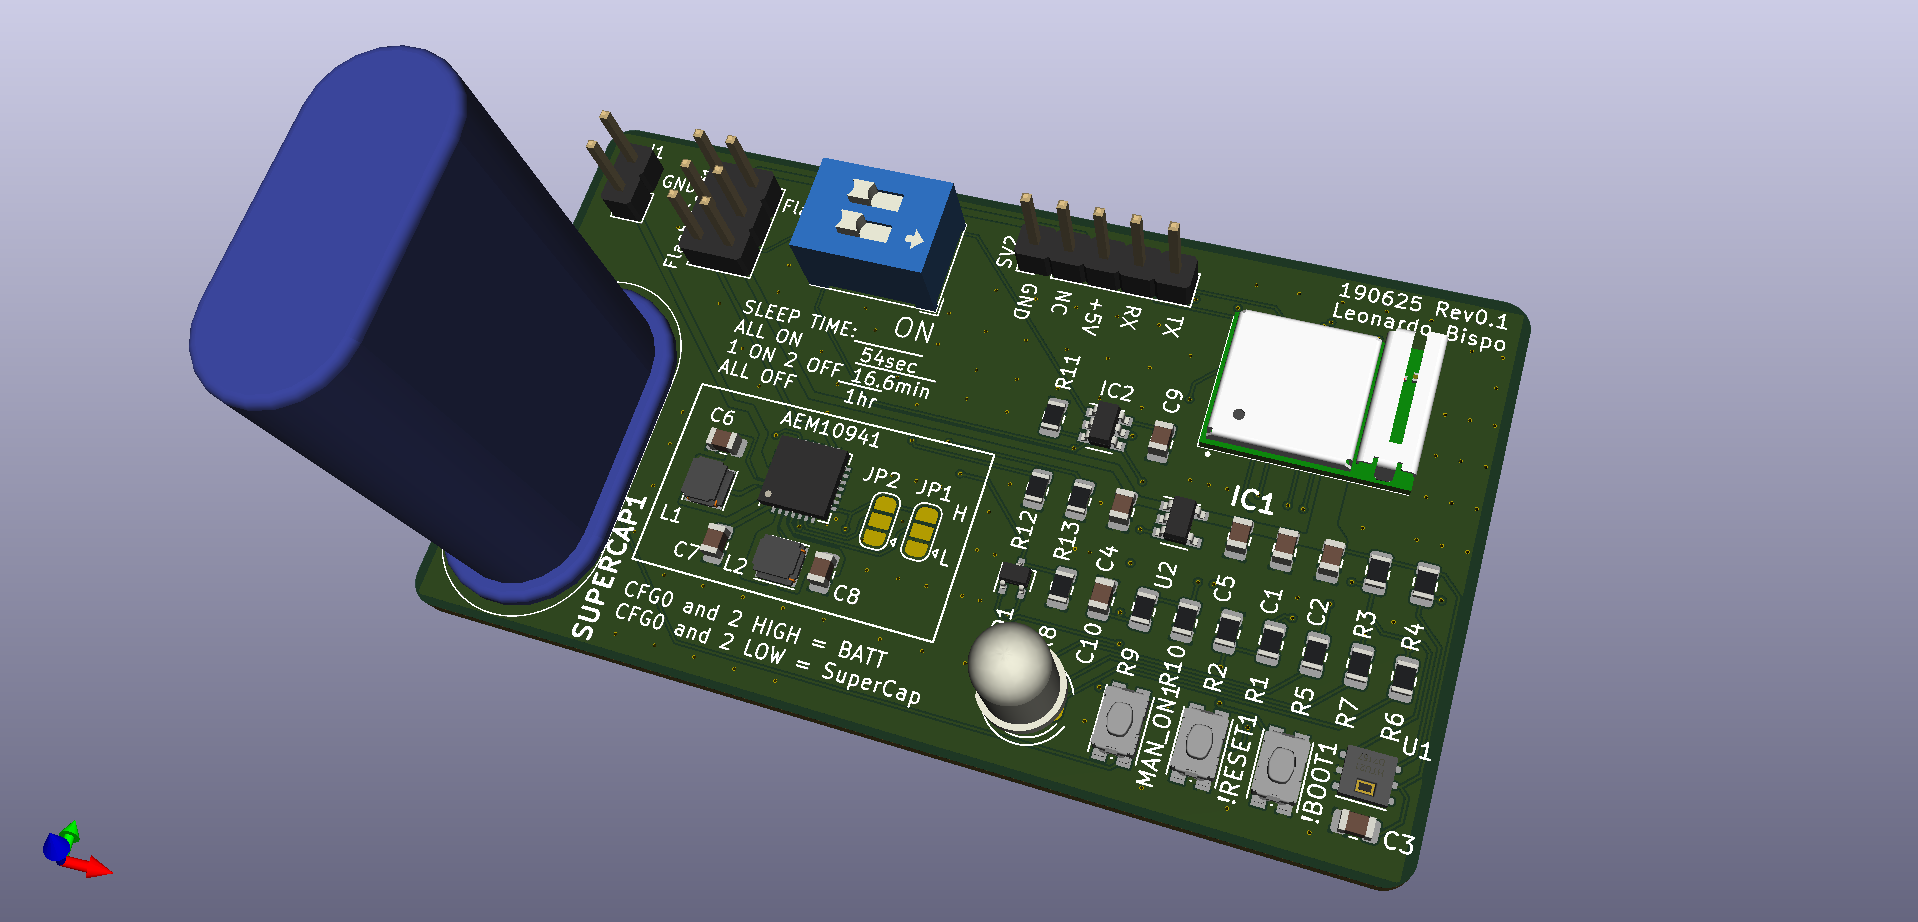 GND
SV2
GND
NC
+5V
RX
TX
190625 Rev0.1
Leonardo Bispo
SLEEP TIME:
ALL ON 54sec
1 ON 2 OFF 16.6min
ALL OFF 1hr
ON
R11
IC2
C9
C6
AEM10941
JP2
JP1
H
L
L1
C7
L2
C8
SUPERCAP1
CFG0 and 2 HIGH = BATT
CFG0 and 2 LOW = SuperCap
IC1
R12
R13
C4
U2
C5
C1
C2
R3
R4
C10
R9
R10
R2
R1
R5
R7
R6
MAN_ON1
!RESET1
!BOOT1
U1
C3